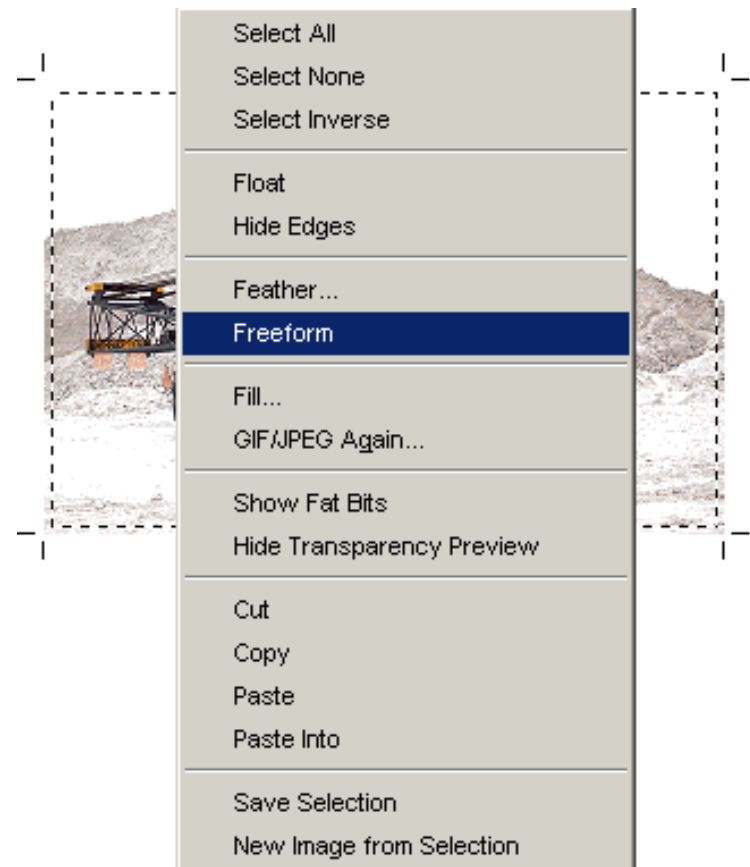 Select All
Select None
Select Inverse
Float
Hide Edges
Feather...
Freeform
Fill...
GIF/JPEG Again...
Show Fat Bits
Hide Transparency Preview
Cut
Copy
Paste
Paste Into
Save Selection
New Image from Selection